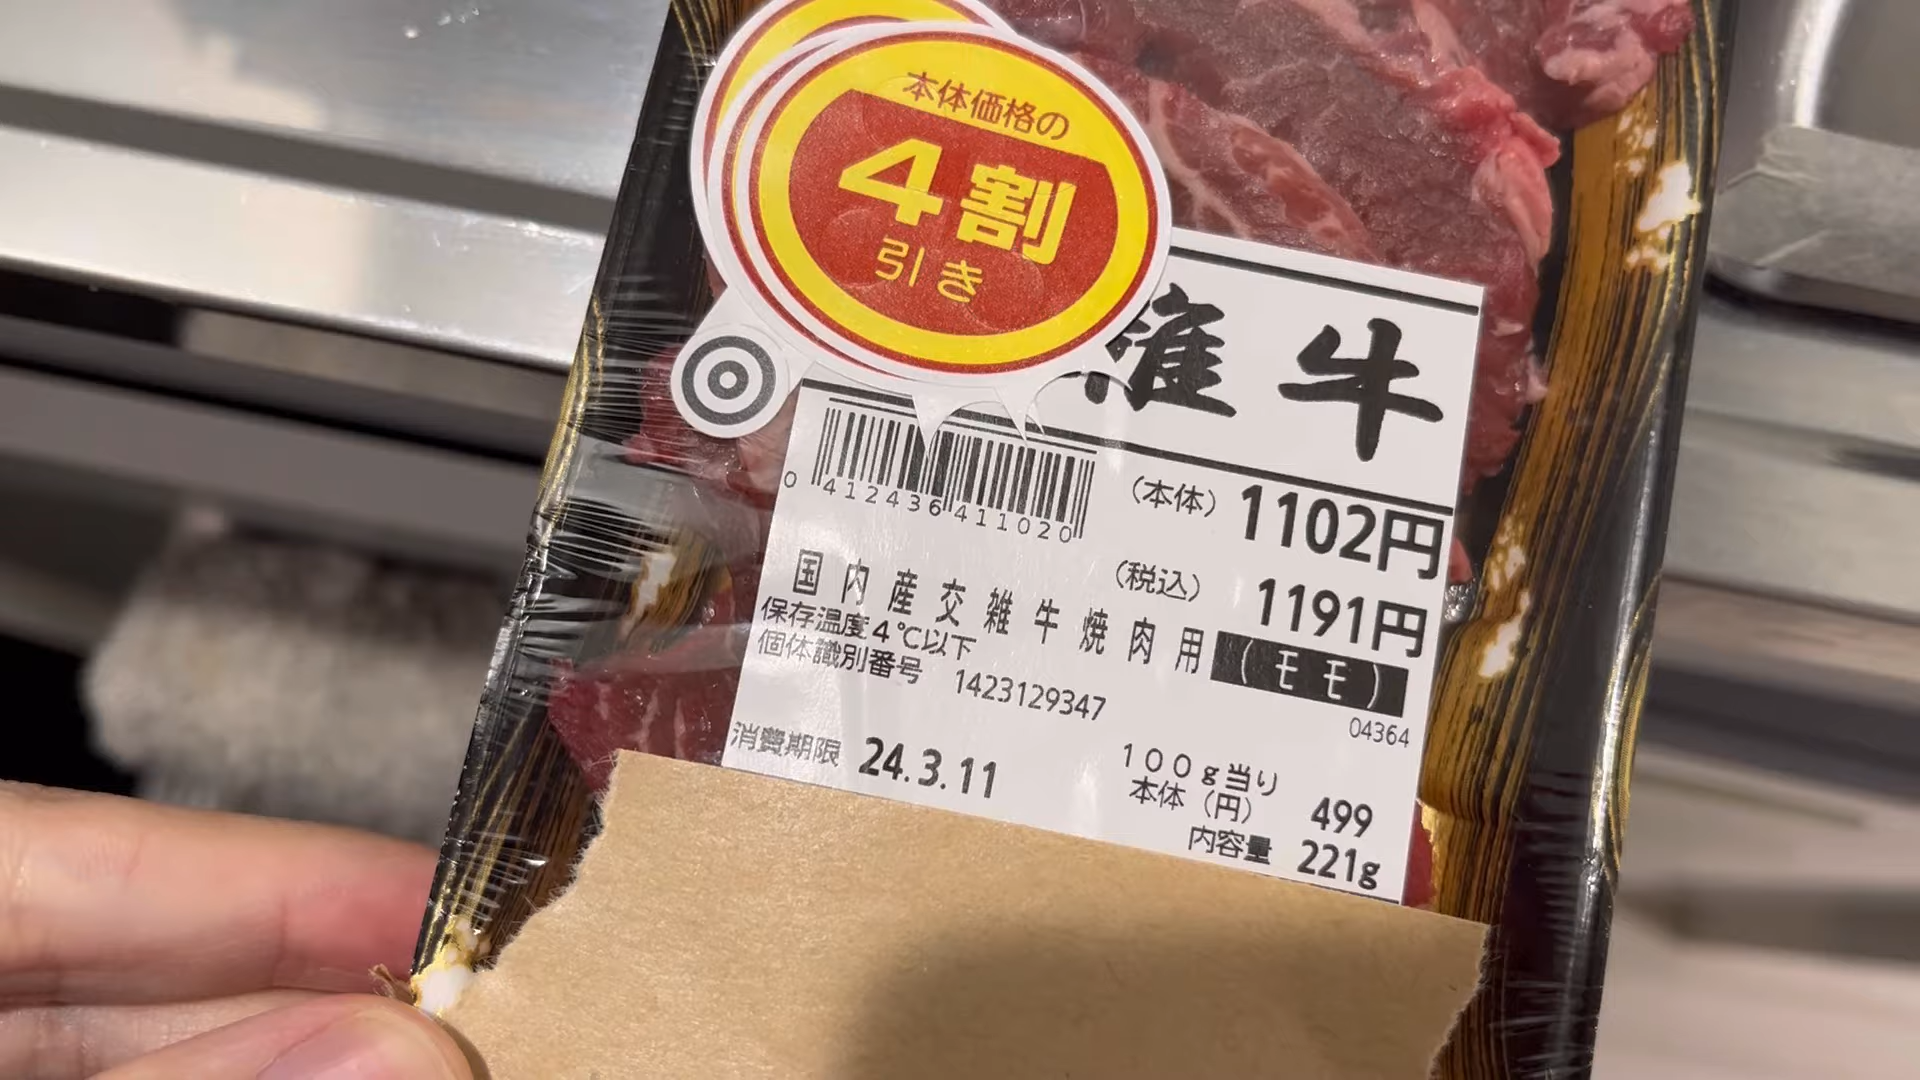 本体価格の
4割
引き
雑牛
0 412436 411020
(本体) 1102円
(税込) 1191円
国内産交雑牛焼肉用(モモ)
保存温度4℃以下
個体識別番号 1423129347
04364
消費期限 24.3.11
100g当り
本体(円) 499
内容量 221g